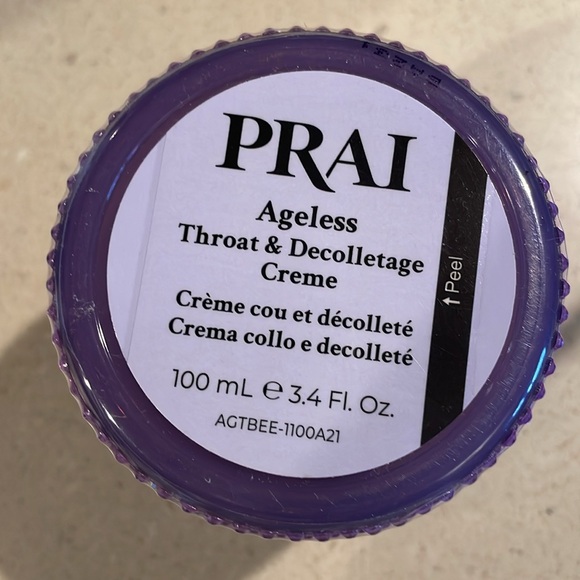 PRAI
Ageless
Throat & Decolletage
Creme
Crème cou et décolleté
Crema collo e decolleté
100 mL ℮ 3.4 Fl. Oz.
AGTBEE-1100A21
↑ Peel